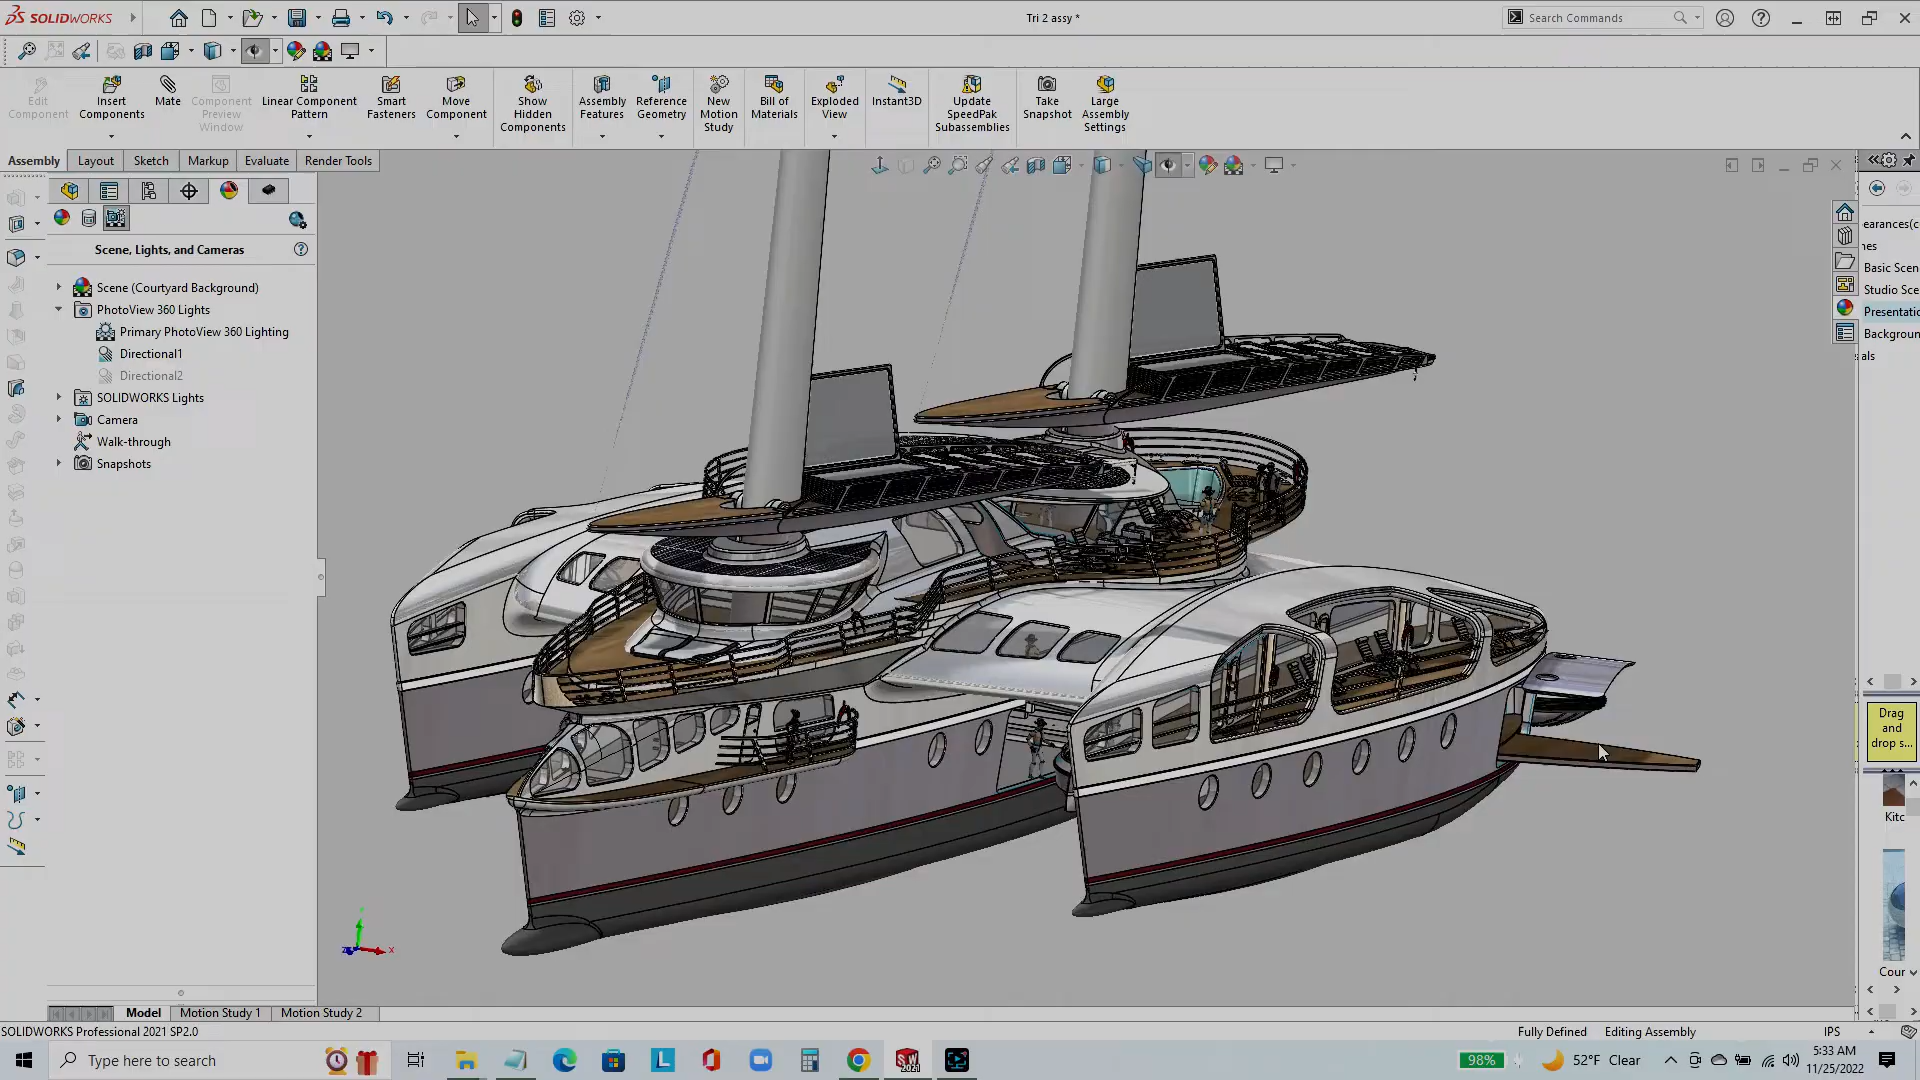 SOLIDWORKS
Tri 2 assy *
Search Commands
Edit Component
Insert Components
Mate
Component Preview Window
Linear Component Pattern
Smart Fasteners
Move Component
Show Hidden Components
Assembly Features
Reference Geometry
New Motion Study
Bill of Materials
Exploded View
Instant3D
Update SpeedPak Subassemblies
Take Snapshot
Large Assembly Settings
Assembly
Layout
Sketch
Markup
Evaluate
Render Tools
Scene, Lights, and Cameras
Scene (Courtyard Background)
PhotoView 360 Lights
Primary PhotoView 360 Lighting
Directional1
Directional2
SOLIDWORKS Lights
Camera
Walk-through
Snapshots
earances(c
nes
Basic Scen
Studio Sce
Presentatio
Backgroun
als
Drag
and
drop s...
Kitc
Cour
x
Model
Motion Study 1
Motion Study 2
SOLIDWORKS Professional 2021 SP2.0
Fully Defined
Editing Assembly
IPS
Type here to search
98%
52°F Clear
5:33 AM
11/25/2022